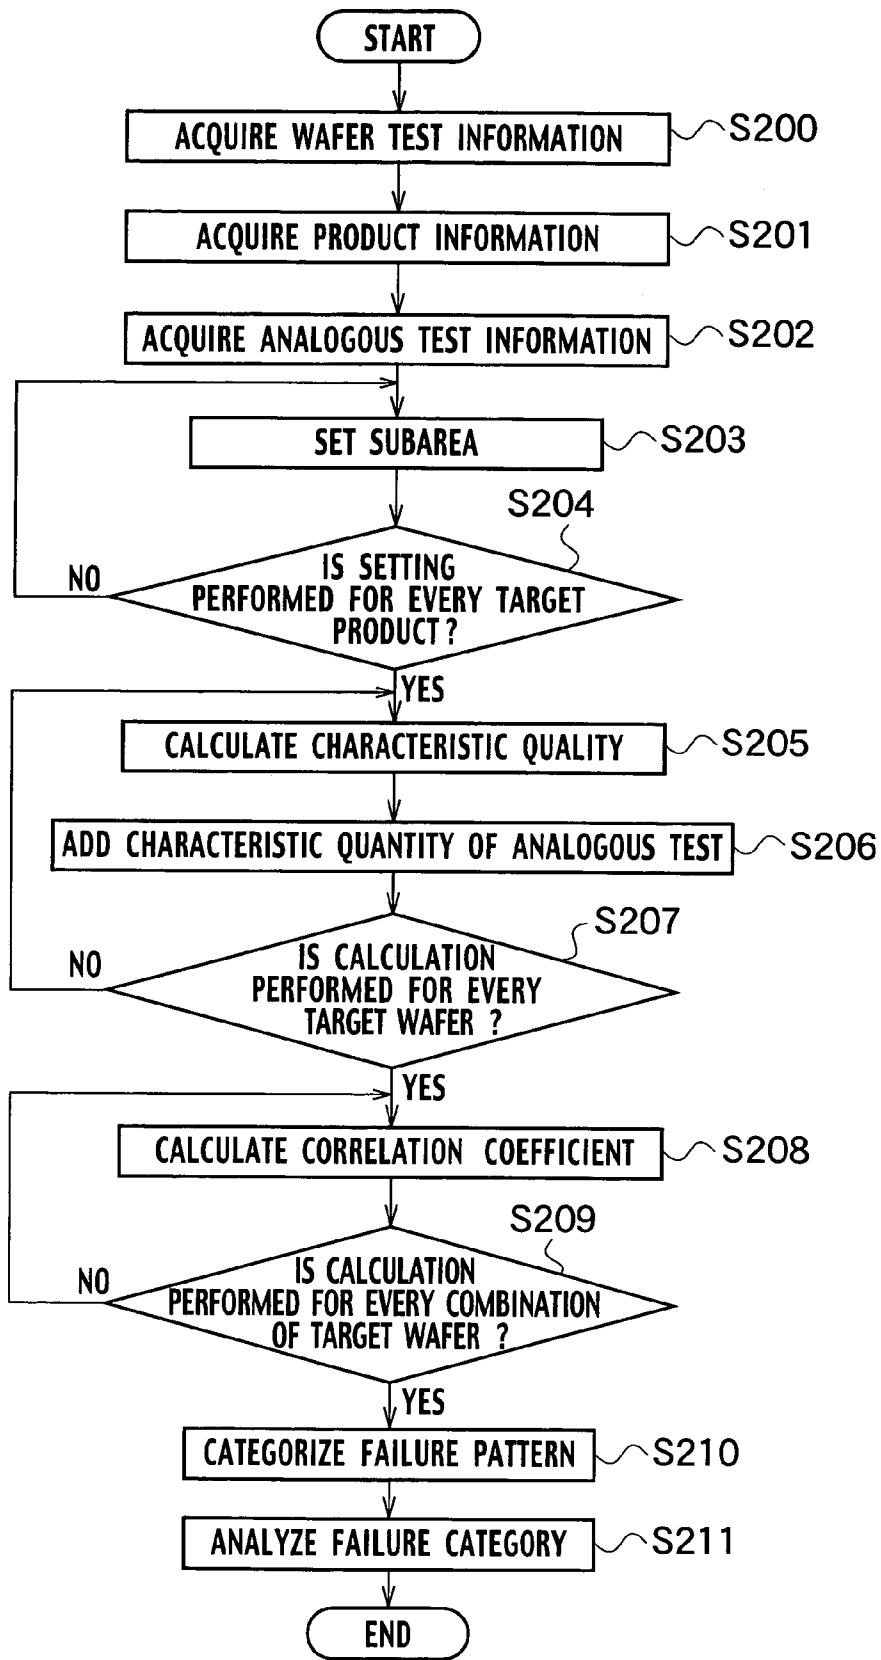 START
ACQUIRE WAFER TEST INFORMATION
S200
ACQUIRE PRODUCT INFORMATION
S201
ACQUIRE ANALOGOUS TEST INFORMATION
S202
SET SUBAREA
S203
S204
IS SETTING
PERFORMED FOR EVERY TARGET
PRODUCT ?
NO
YES
CALCULATE CHARACTERISTIC QUALITY
S205
ADD CHARACTERISTIC QUANTITY OF ANALOGOUS TEST
S206
S207
IS CALCULATION
PERFORMED FOR EVERY
TARGET WAFER ?
NO
YES
CALCULATE CORRELATION COEFFICIENT
S208
S209
IS CALCULATION
PERFORMED FOR EVERY COMBINATION
OF TARGET WAFER ?
NO
YES
CATEGORIZE FAILURE PATTERN
S210
ANALYZE FAILURE CATEGORY
S211
END